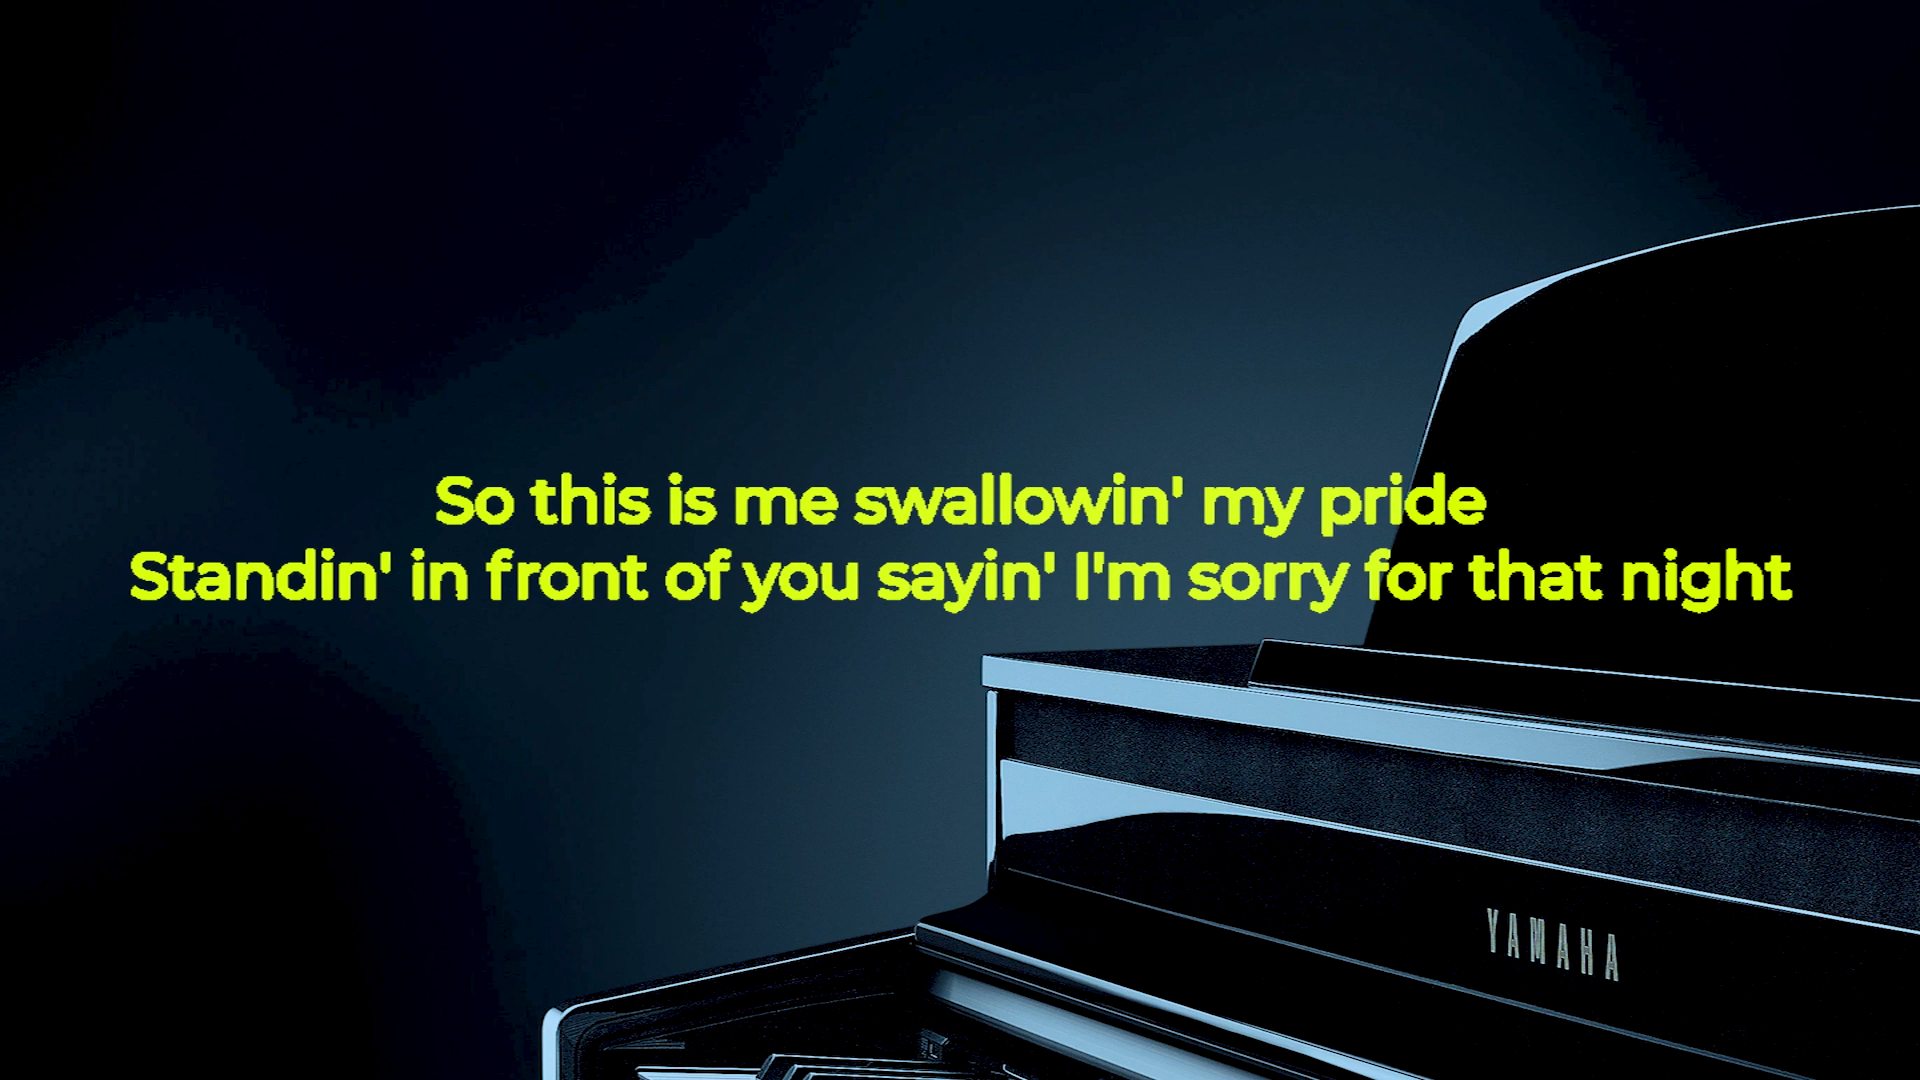 So this is me swallowin' my pride
Standin' in front of you sayin' I'm sorry for that night
YAMAHA